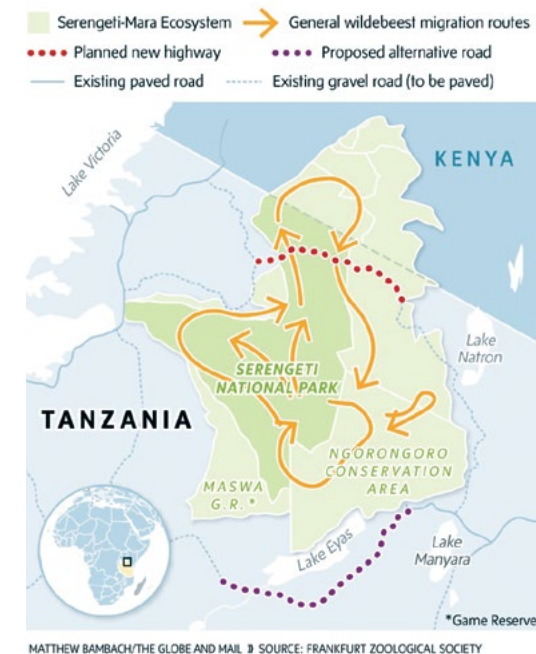 Serengeti-Mara Ecosystem
General wildebeest migration routes
Planned new highway
Proposed alternative road
Existing paved road
Existing gravel road (to be paved)
Lake Victoria
KENYA
Lake
Natron
SERENGETI
NATIONAL PARK
TANZANIA
NGORONGORO
CONSERVATION
AREA
MASWA
G.R.*
Lake Eyas
Lake
Manyara
*Game Reserve
MATTHEW BAMBACH/THE GLOBE AND MAIL » SOURCE: FRANKFURT ZOOLOGICAL SOCIETY